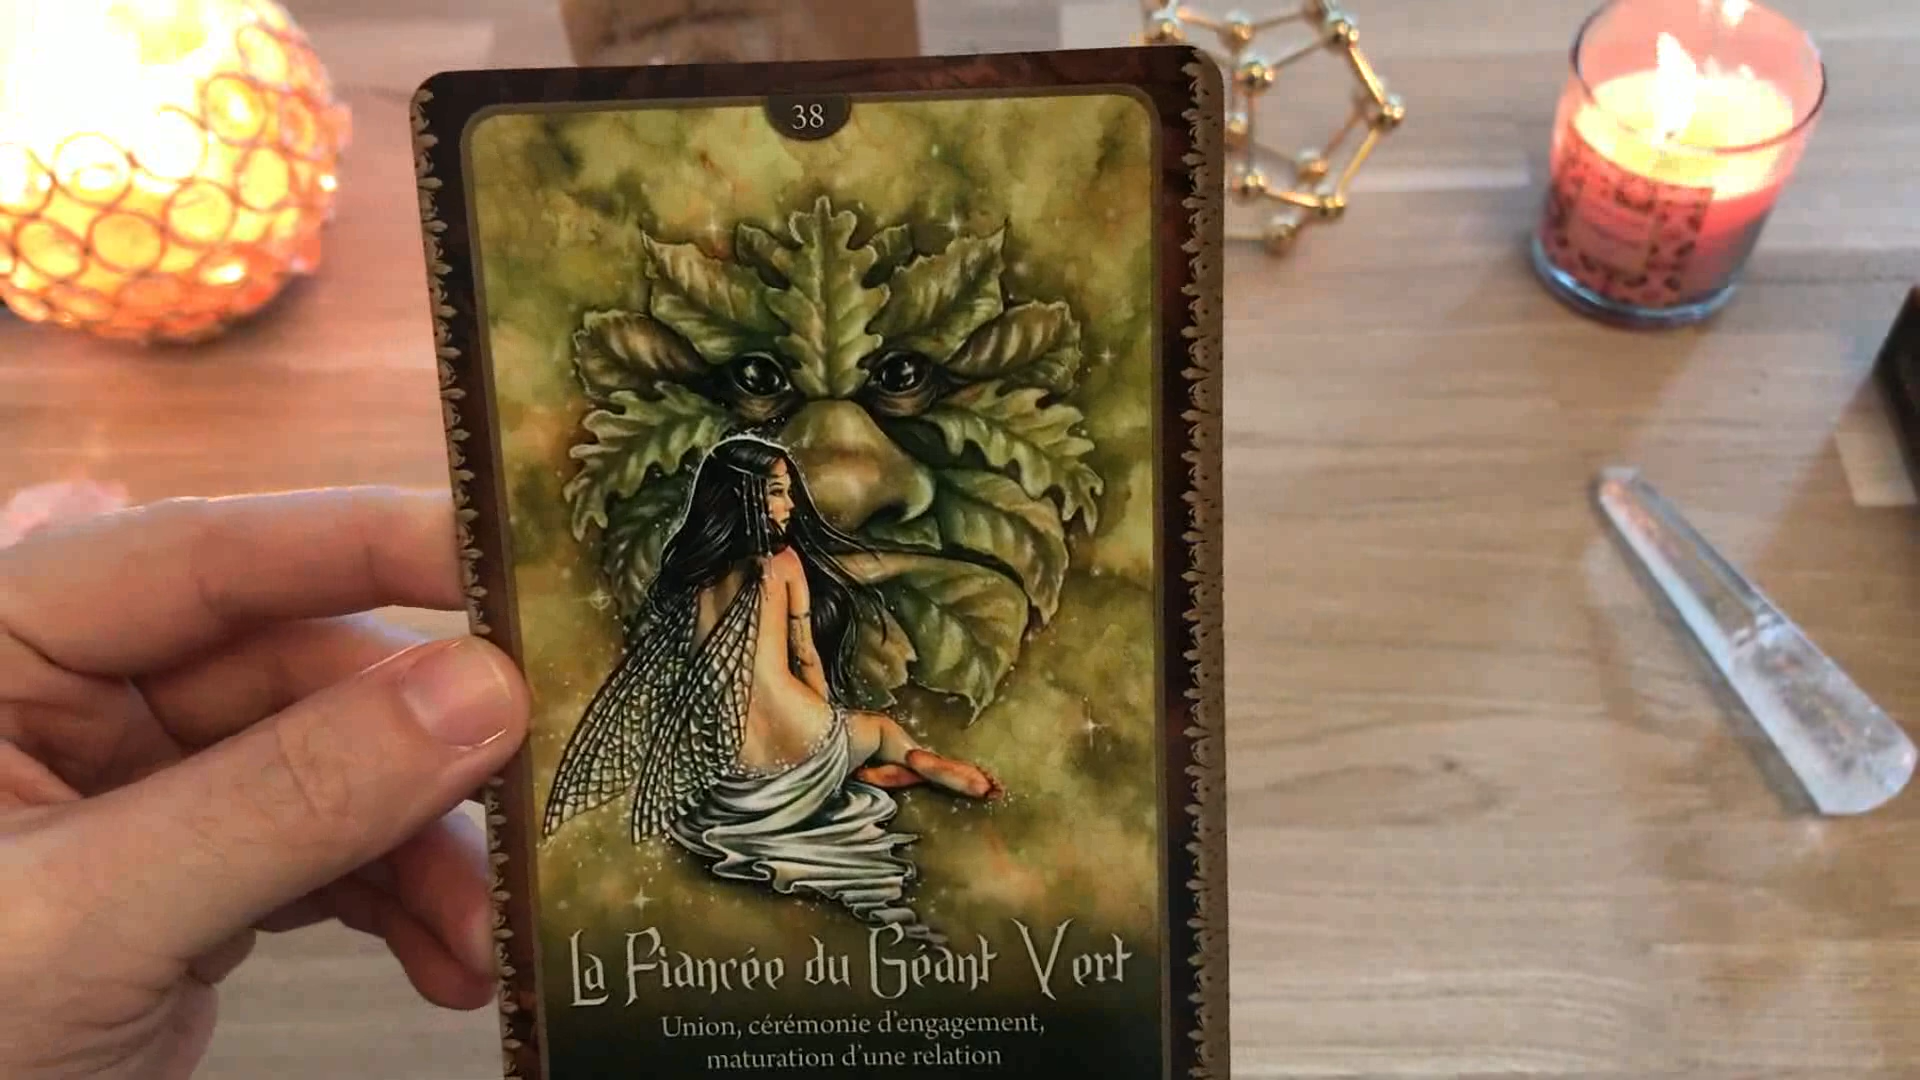 38
La Fiancée du Géant Vert
Union, cérémonie d'engagement,
maturation d'une relation